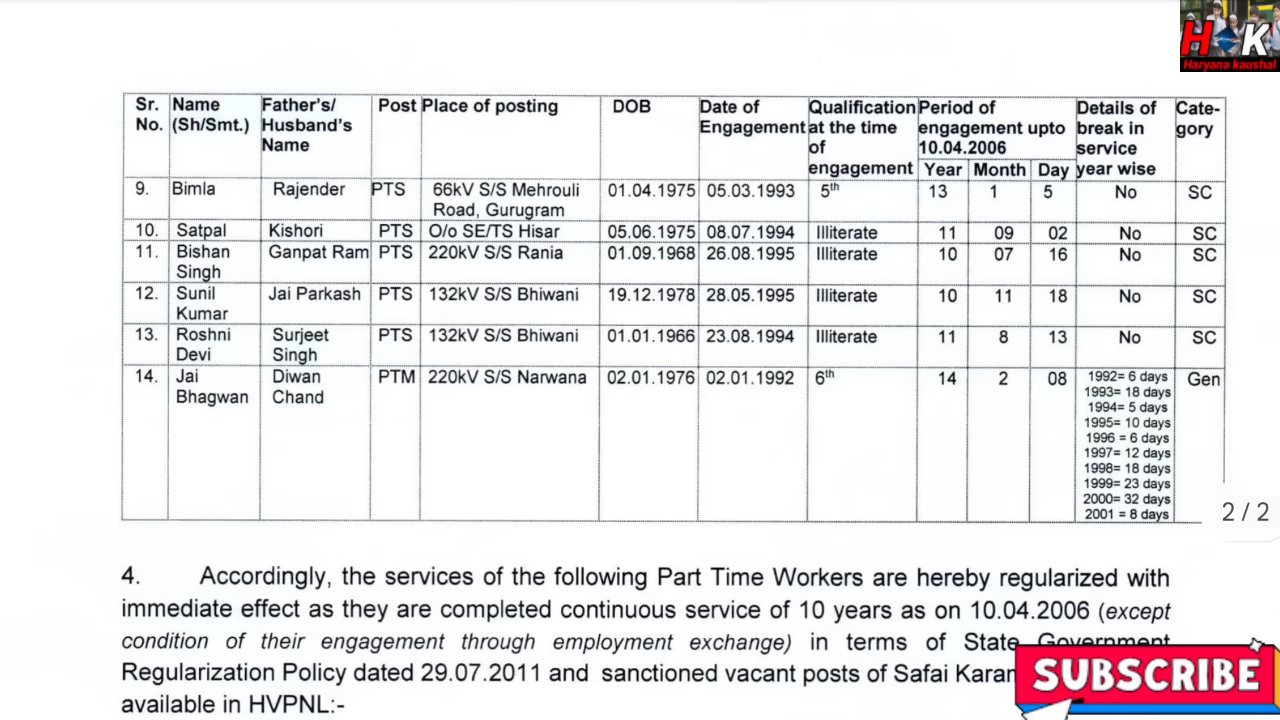 H K
Haryana kaushal
Sr. No. Name (Sh/Smt.) Father's/ Husband's Name Post Place of posting DOB Date of Engagement Qualification at the time of engagement Period of engagement upto 10.04.2006 Details of break in service year wise Cate-gory
Year Month Day
9. Bimla Rajender PTS 66kV S/S Mehrouli Road, Gurugram 01.04.1975 05.03.1993 5th 13 1 5 No SC
10. Satpal Kishori PTS O/o SE/TS Hisar 05.06.1975 08.07.1994 Illiterate 11 09 02 No SC
11. Bishan Singh Ganpat Ram PTS 220kV S/S Rania 01.09.1968 26.08.1995 Illiterate 10 07 16 No SC
12. Sunil Kumar Jai Parkash PTS 132kV S/S Bhiwani 19.12.1978 28.05.1995 Illiterate 10 11 18 No SC
13. Roshni Devi Surjeet Singh PTS 132kV S/S Bhiwani 01.01.1966 23.08.1994 Illiterate 11 8 13 No SC
14. Jai Bhagwan Diwan Chand PTM 220kV S/S Narwana 02.01.1976 02.01.1992 6th 14 2 08 1992= 6 days Gen
1993= 18 days
1994= 5 days
1995= 10 days
1996 = 6 days
1997= 12 days
1998= 18 days
1999= 23 days
2000= 32 days
2001 = 8 days
2 / 2
4. Accordingly, the services of the following Part Time Workers are hereby regularized with
immediate effect as they are completed continuous service of 10 years as on 10.04.2006 (except
condition of their engagement through employment exchange) in terms of State Government
Regularization Policy dated 29.07.2011 and sanctioned vacant posts of Safai Karam
available in HVPNL:-
SUBSCRIBE